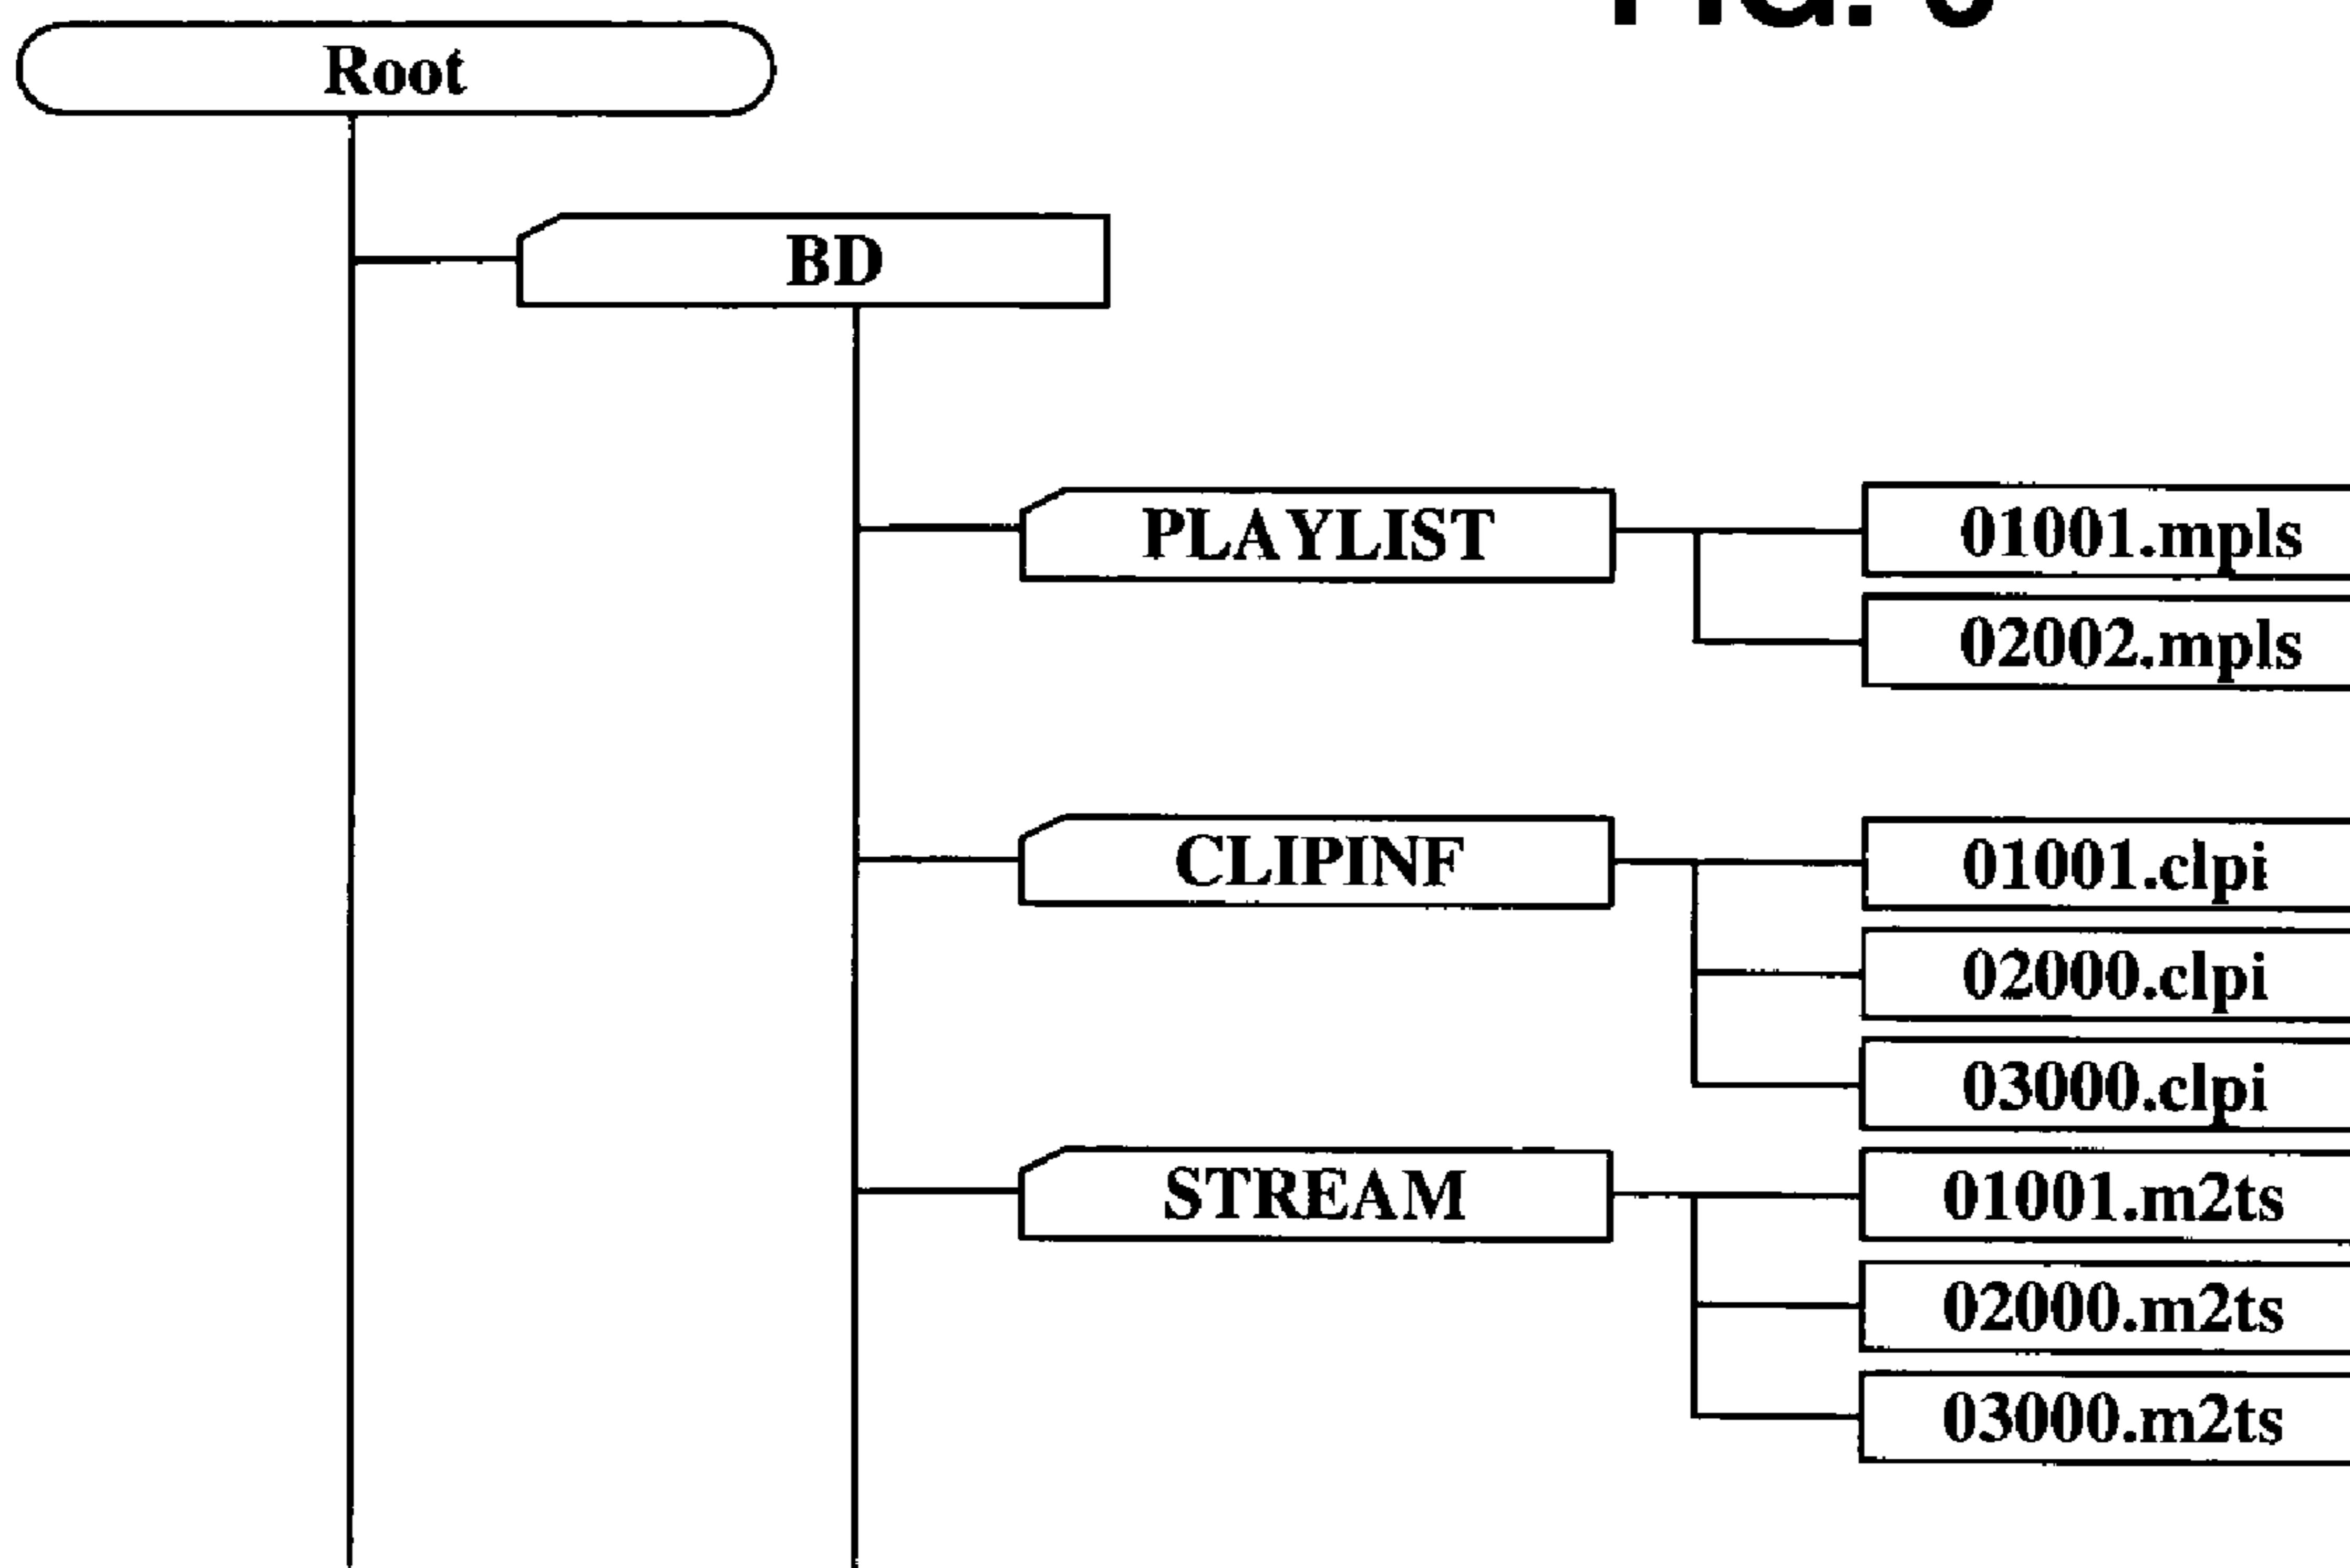 Root
BD
PLAYLIST
01001.mpls
02002.mpls
CLIPINF
01001.clpi
02000.clpi
03000.clpi
STREAM
01001.m2ts
02000.m2ts
03000.m2ts